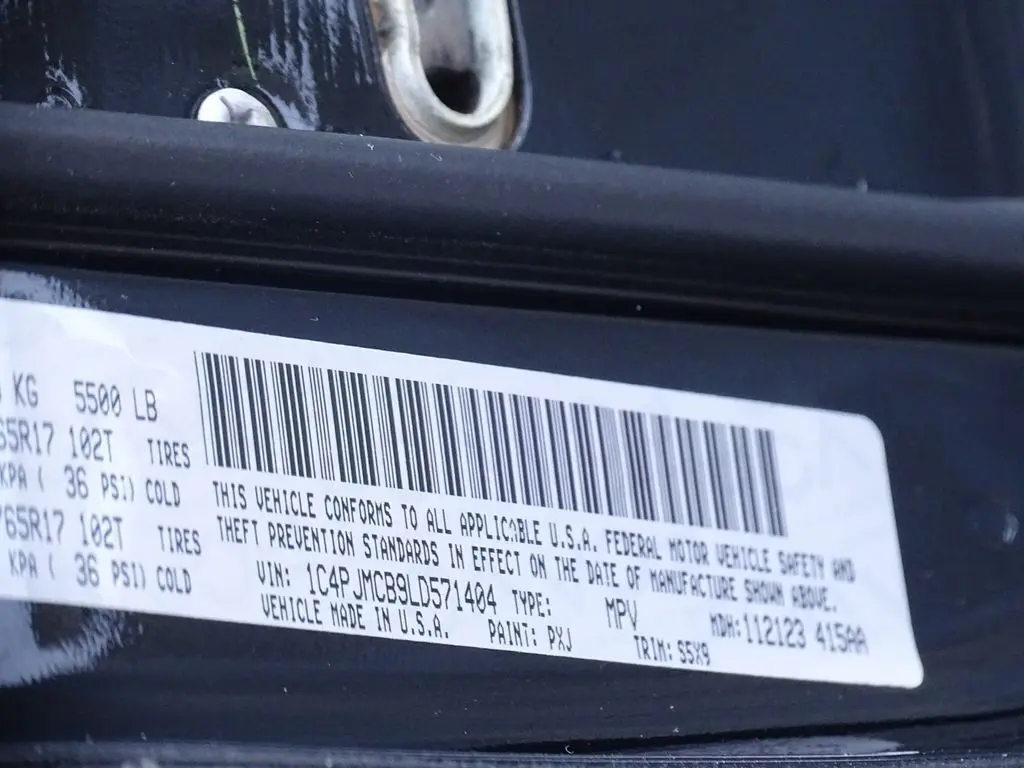 KG 5500 LB
65R17 102T TIRES
KPA ( 36 PSI) COLD
/65R17 102T TIRES
KPA ( 36 PSI) COLD
THIS VEHICLE CONFORMS TO ALL APPLICABLE U.S.A. FEDERAL MOTOR VEHICLE SAFETY AND
THEFT PREVENTION STANDARDS IN EFFECT ON THE DATE OF MANUFACTURE SHOWN ABOVE.
VIN: 1C4PJMCB9LD571404 TYPE: MPV MDH:112123 415AA
VEHICLE MADE IN U.S.A. PAINT: PXJ TRIM: S5X9